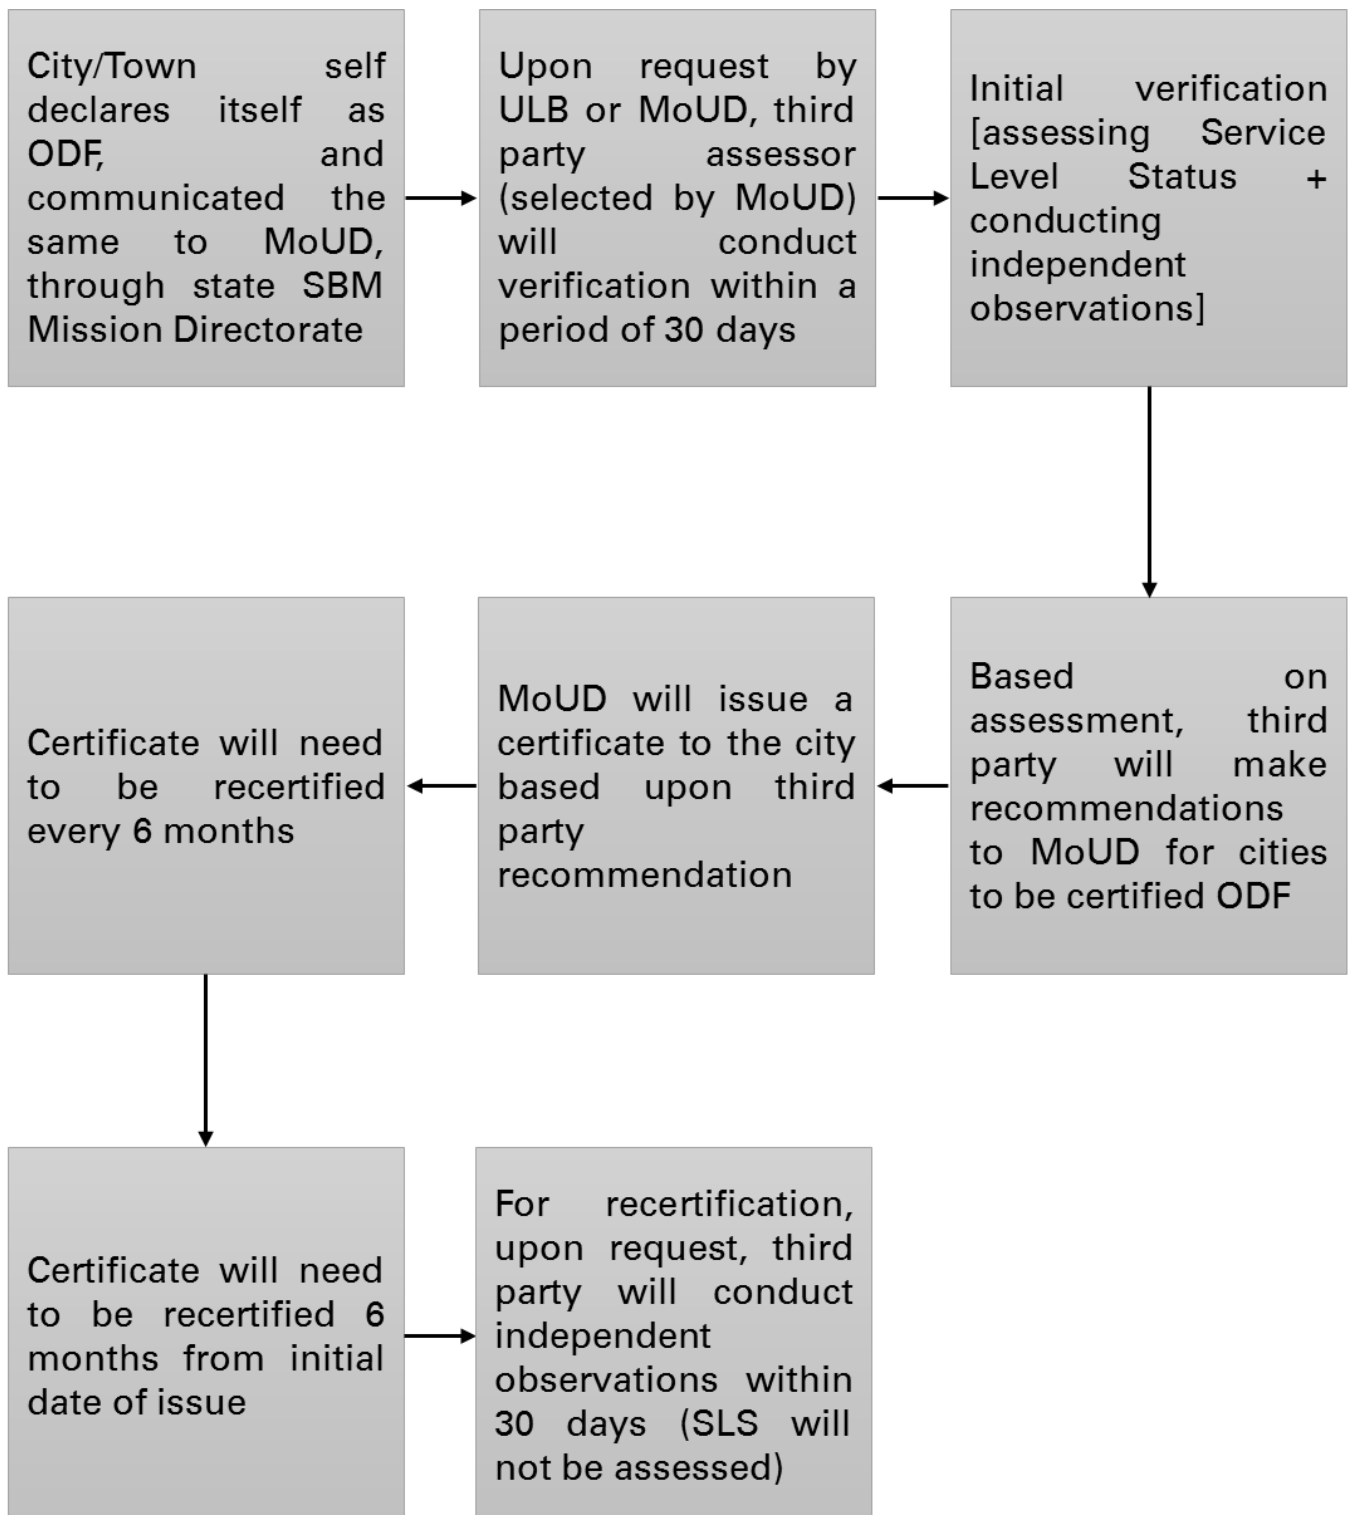 City/Town self
declares itself as
ODF, and
communicated the
same to MoUD,
through state SBM
Mission Directorate
Upon request by
ULB or MoUD, third
party assessor
(selected by MoUD)
will conduct
verification within a
period of 30 days
Initial verification
[assessing Service
Level Status +
conducting
independent
observations]
Based on
assessment, third
party will make
recommendations
to MoUD for cities
to be certified ODF
MoUD will issue a
certificate to the city
based upon third
party
recommendation
Certificate will need
to be recertified
every 6 months
Certificate will need
to be recertified 6
months from initial
date of issue
For recertification,
upon request, third
party will conduct
independent
observations within
30 days (SLS will
not be assessed)